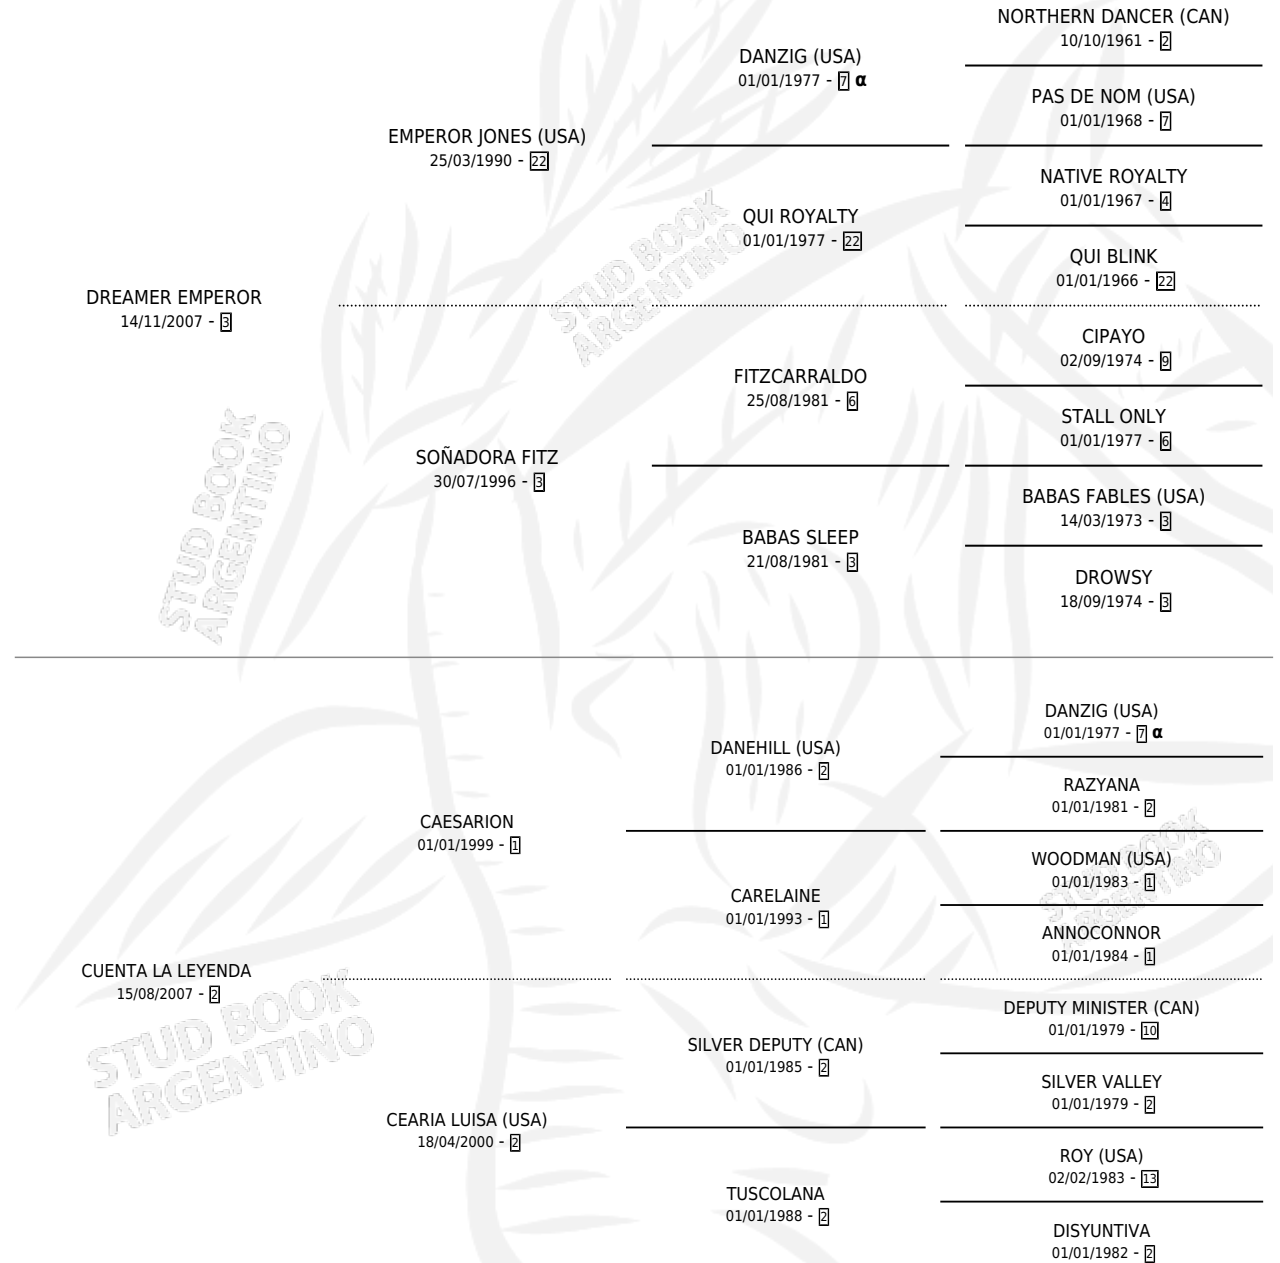 NORTHERN DANCER (CAN)
10/10/1961 - 2
DANZIG (USA)
01/01/1977 - 7 α
PAS DE NOM (USA)
01/01/1968 - 7
EMPEROR JONES (USA)
25/03/1990 - 22
NATIVE ROYALTY
01/01/1967 - 4
QUI ROYALTY
01/01/1977 - 22
QUI BLINK
01/01/1966 - 22
DREAMER EMPEROR
14/11/2007 - 3
CIPAYO
02/09/1974 - 9
FITZCARRALDO
25/08/1981 - 6
STALL ONLY
01/01/1977 - 6
SOÑADORA FITZ
30/07/1996 - 3
BABAS FABLES (USA)
14/03/1973 - 3
BABAS SLEEP
21/08/1981 - 3
DROWSY
18/09/1974 - 3
STUD BOOK
ARGENTINO
STUD BOOK
ARGENTINO
DANZIG (USA)
01/01/1977 - 7 α
DANEHILL (USA)
01/01/1986 - 2
RAZYANA
01/01/1981 - 2
CAESARION
01/01/1999 - 1
WOODMAN (USA)
01/01/1983 - 1
CARELAINE
01/01/1993 - 1
ANNOCONNOR
01/01/1984 - 1
STUD BOOK
ARGENTINO
CUENTA LA LEYENDA
15/08/2007 - 2
DEPUTY MINISTER (CAN)
01/01/1979 - 10
SILVER DEPUTY (CAN)
01/01/1985 - 2
SILVER VALLEY
01/01/1979 - 2
STUD BOOK
ARGENTINO
CEARIA LUISA (USA)
18/04/2000 - 2
ROY (USA)
02/02/1983 - 13
TUSCOLANA
01/01/1988 - 2
DISYUNTIVA
01/01/1982 - 2